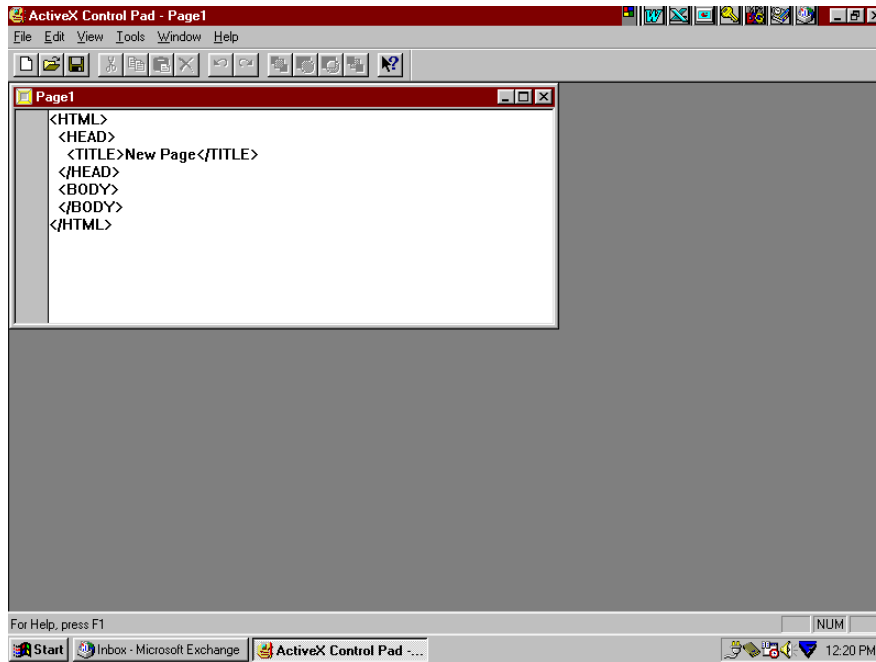 ActiveX Control Pad - Page1
File Edit View Tools Window Help
Page1
<HTML>
<HEAD>
<TITLE>New Page</TITLE>
</HEAD>
<BODY>
</BODY>
</HTML>
For Help, press F1
NUM
Start Inbox - Microsoft Exchange ActiveX Control Pad -... 12:20 PM